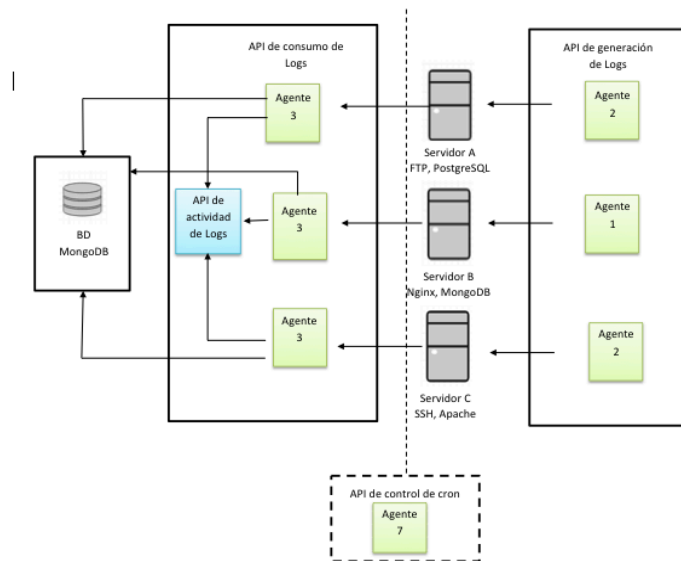 API de consumo de
Logs
Agente
3
Agente
3
Agente
3
API de
actividad
de Logs
BD
MongoDB
Servidor A
FTP, PostgreSQL
Servidor B
Nginx, MongoDB
Servidor C
SSH, Apache
API de generación
de Logs
Agente
2
Agente
1
Agente
2
API de control de cron
Agente
7